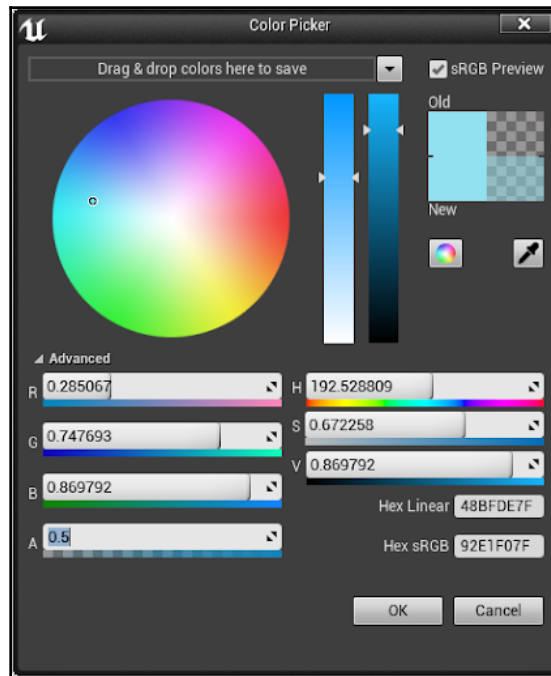 Color Picker
Drag & drop colors here to save
sRGB Preview
Old
New
Advanced
R 0.285067
H 192.528809
G 0.747693
S 0.672258
B 0.869792
V 0.869792
A 0.5
Hex Linear 48BFDE7F
Hex sRGB 92E1F07F
OK
Cancel